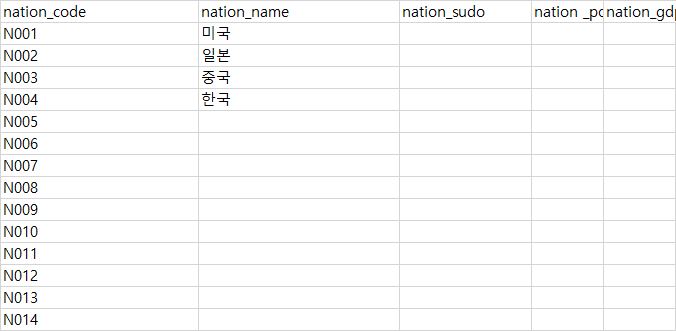 nation_code nation_name nation_sudo nation _po nation_gdp
N001 미국
N002 일본
N003 중국
N004 한국
N005
N006
N007
N008
N009
N010
N011
N012
N013
N014